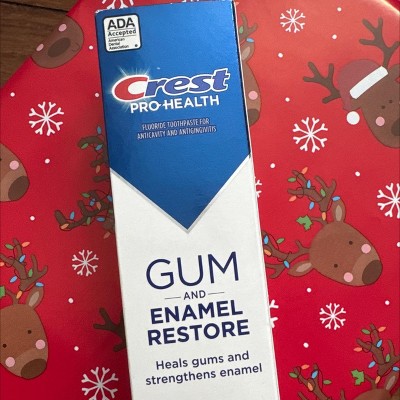 ADA
Accepted
American
Dental
Association
Crest
PRO-HEALTH
FLUORIDE TOOTHPASTE FOR
ANTICAVITY AND ANTIGINGIVITIS
GUM
AND
ENAMEL
RESTORE
Heals gums and
strengthens enamel